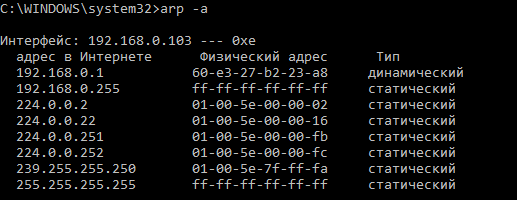 C:\WINDOWS\system32>arp -a
Интерфейс: 192.168.0.103 --- 0xe
адрес в Интернете Физический адрес Тип
192.168.0.1 60-e3-27-b2-23-a8 динамический
192.168.0.255 ff-ff-ff-ff-ff-ff статический
224.0.0.2 01-00-5e-00-00-02 статический
224.0.0.22 01-00-5e-00-00-16 статический
224.0.0.251 01-00-5e-00-00-fb статический
224.0.0.252 01-00-5e-00-00-fc статический
239.255.255.250 01-00-5e-7f-ff-fa статический
255.255.255.255 ff-ff-ff-ff-ff-ff статический